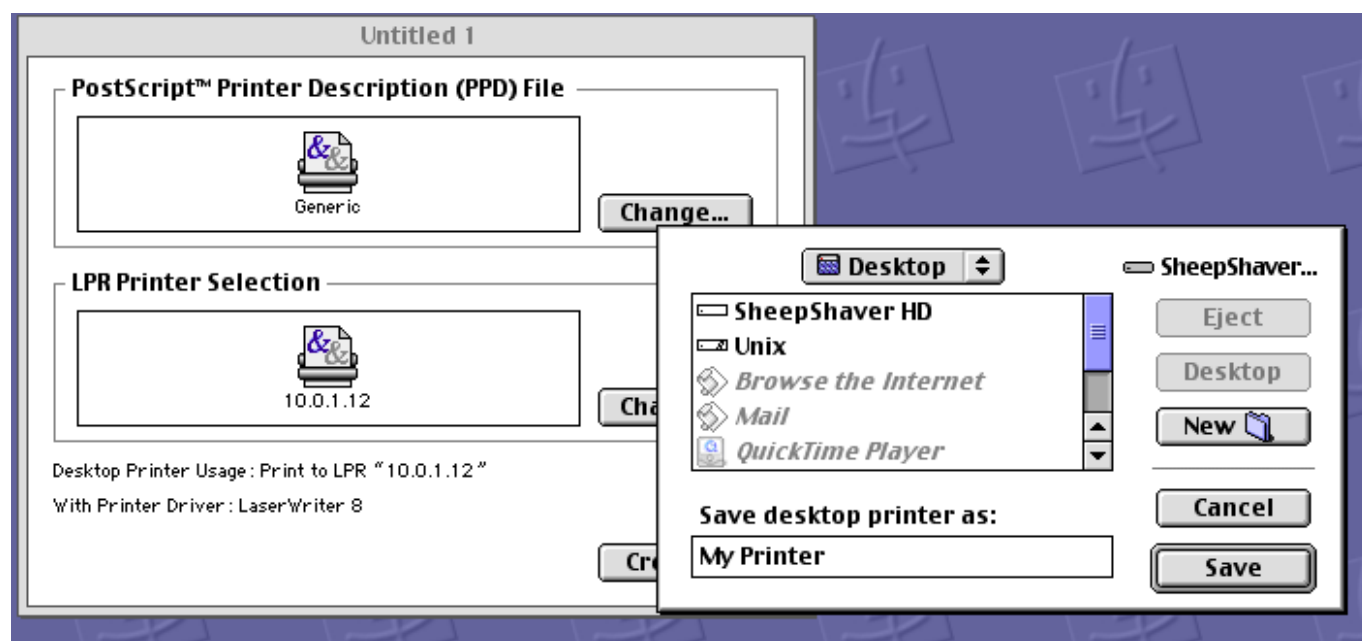 Untitled 1
PostScript™ Printer Description (PPD) File
&&
Generic
Change...
LPR Printer Selection
&&
10.0.1.12
Desktop Printer Usage: Print to LPR “10.0.1.12”
With Printer Driver: LaserWriter 8
Desktop
SheepShaver...
SheepShaver HD
Unix
Browse the Internet
Mail
QuickTime Player
Eject
Desktop
New
Save desktop printer as:
My Printer
Cancel
Save